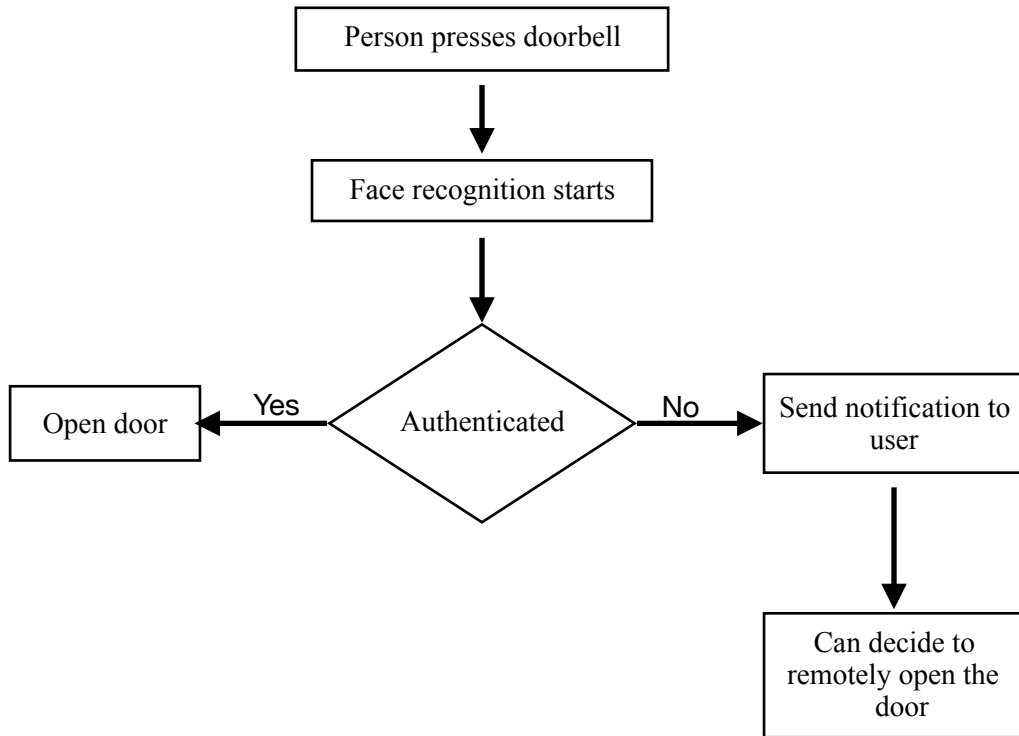 Person presses doorbell
Face recognition starts
Authenticated
Yes
Open door
No
Send notification to
user
Can decide to
remotely open the
door